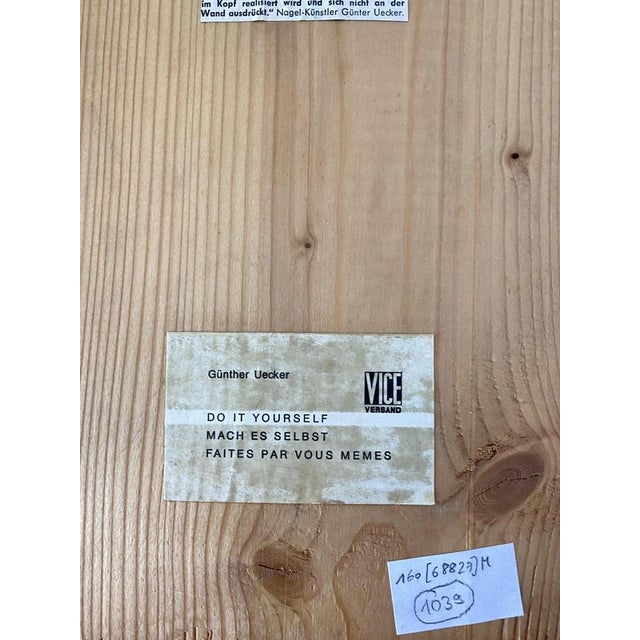 im Kopf realisiert wird und sich nicht an der
Wand ausdrückt.“ Nagel-Künstler Günter Uecker.
Günther Uecker
VICE
VERSAND
DO IT YOURSELF
MACH ES SELBST
FAITES PAR VOUS MEMES
160[68827]M
1039